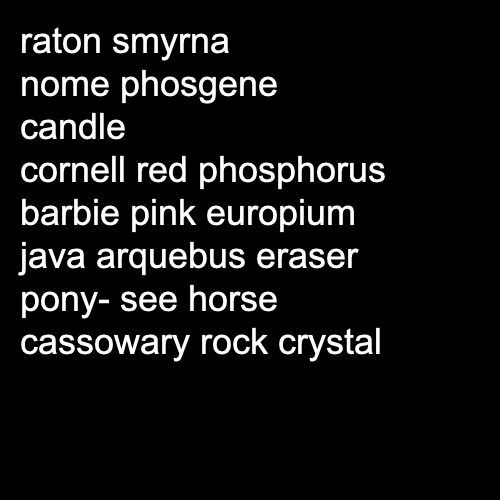 raton smyrna
nome phosgene
candle
cornell red phosphorus
barbie pink europium
java arquebus eraser
pony- see horse
cassowary rock crystal